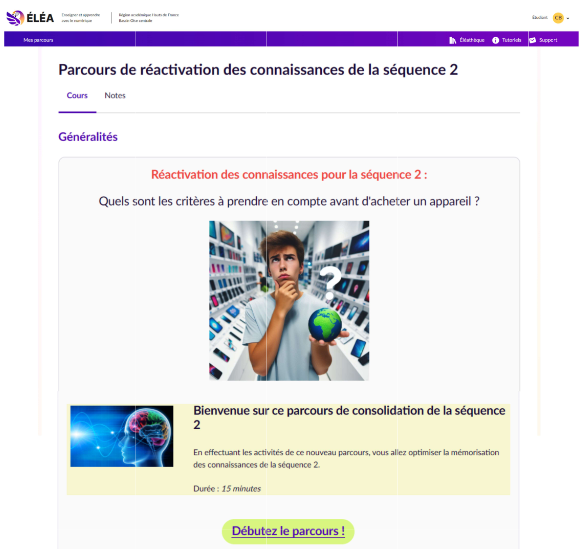 ÉLÉA
Enseigner et apprendre
avec le numérique
Région académique Hauts-de-France
Étudiant CB
Mes parcours
Éléathèque Tutoriels Support
Parcours de réactivation des connaissances de la séquence 2
Cours Notes
Généralités
Réactivation des connaissances pour la séquence 2 :
Quels sont les critères à prendre en compte avant d'acheter un appareil ?
?
Bienvenue sur ce parcours de consolidation de la séquence
2
En effectuant les activités de ce nouveau parcours, vous allez optimiser la mémorisation
des connaissances de la séquence 2.
Durée : 15 minutes
Débutez le parcours !